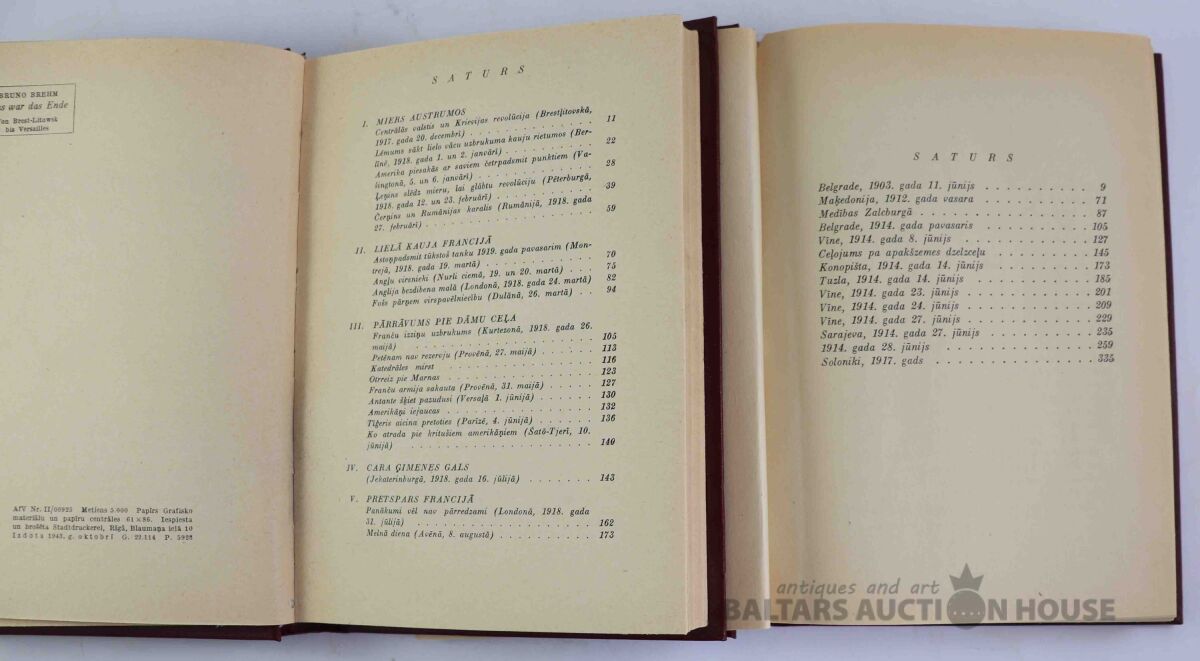 BRUNO BREHM
s war das Ende
Von Brest-Litowsk
bis Versailles
AfV Nr. II/00925 Metiens 5.000 Papīrs Grafisko
materiālu un papīru centrāles 61×86. Iespiesta
un brošēta Stadtdruckerei, Rīgā, Blaumaņa ielā 10
Izdots 1943. g. oktobrī G. 22.114 P. 5928
SATURS
I. MIERS AUSTRUMOS
Centrālās valstis un Krievijas revolūcija (Brestļitovskā,
1917. gada 20. decembrī) . . . . . . . . . . . . . 11
Lēmums sākt lielo vācu uzbrukuma kauju rietumos (Ber-
līnē, 1918. gada 1. un 2. janvārī) . . . . . . . . . . 22
Amerika piesakās ar saviem četrpadsmit punktiem (Va-
šingtonā, 5. un 6. janvārī) . . . . . . . . . . . . 28
Ļeņins slēdz mieru, lai glābtu revolūciju (Pēterburgā,
1918. gada 12. un 23. februārī) . . . . . . . . . . 39
Černins un Rumānijas karalis (Rumānijā, 1918. gada
27. februārī) . . . . . . . . . . . . . . . . 59
II. LIELĀ KAUJA FRANCIJĀ
Astoņpadsmit tūkstoš tanku 1919. gada pavasarim (Mon-
trejā, 1918. gada 19. martā) . . . . . . . . . . . 70
Angļu virsnieki (Nurli ciemā, 19. un 20. martā) . . . . 75
Anglija bezdibeņa malā (Londonā, 1918. gada 24. martā) 82
Fošs pārņem virspavēlniecību (Dulānā, 26. martā) . . 94
III. PĀRRĀVUMS PIE DĀMU CEĻA
Franču izziņu uzbrukums (Kurtezonā, 1918. gada 26.
maijā) . . . . . . . . . . . . . . . . . . 105
Petēnam nav rezervju (Provēnā, 27. maijā) . . . . . . 113
Katedrāles mirst . . . . . . . . . . . . . . . 116
Otrreiz pie Marnas . . . . . . . . . . . . . . 123
Franču armija sakauta (Provēnā, 31. maijā) . . . . . 127
Antante šķiet pazudusi (Versaļā 1. jūnijā) . . . . . . 130
Amerikāņi iejaucas . . . . . . . . . . . . . . 132
Tīģeris aicina pretoties (Parīzē, 4. jūnijā) . . . . . . 136
Ko atrada pie kritušiem amerikāņiem (Šatō-Tjerī, 10.
jūnijā) . . . . . . . . . . . . . . . . . 140
IV. CARA ĢIMENES GALS
(Jekaterinburgā, 1918. gada 16. jūlijā) . . . . . . . 143
V. PRETSPARS FRANCIJĀ
Panākumi vēl nav pārredzami (Londonā, 1918. gada
31. jūlijā) . . . . . . . . . . . . . . . . 162
Melnā diena (Avēnā, 8. augustā) . . . . . . . . . 173
SATURS
Belgrade, 1903. gada 11. jūnijs . . . . . . . . . . 9
Maķedonija, 1912. gada vasara . . . . . . . . . . 71
Medības Zalcburgā . . . . . . . . . . . . . . 87
Belgrade, 1914. gada pavasaris . . . . . . . . . . 105
Vīne, 1914. gada 8. jūnijs . . . . . . . . . . . . 127
Ceļojums pa apakšzemes dzelzceļu . . . . . . . . . 145
Konopišta, 1914. gada 14. jūnijs . . . . . . . . . . 173
Tuzla, 1914. gada 14. jūnijs . . . . . . . . . . . 185
Vīne, 1914. gada 23. jūnijs . . . . . . . . . . . 201
Vīne, 1914. gada 24. jūnijs . . . . . . . . . . . 209
Vīne, 1914. gada 27. jūnijs . . . . . . . . . . . 229
Sarajeva, 1914. gada 27. jūnijs . . . . . . . . . . 235
1914. gada 28. jūnijs . . . . . . . . . . . . . 259
Soloniki, 1917. gads . . . . . . . . . . . . . 335
antiques and art
BALTARS AUCTION HOUSE